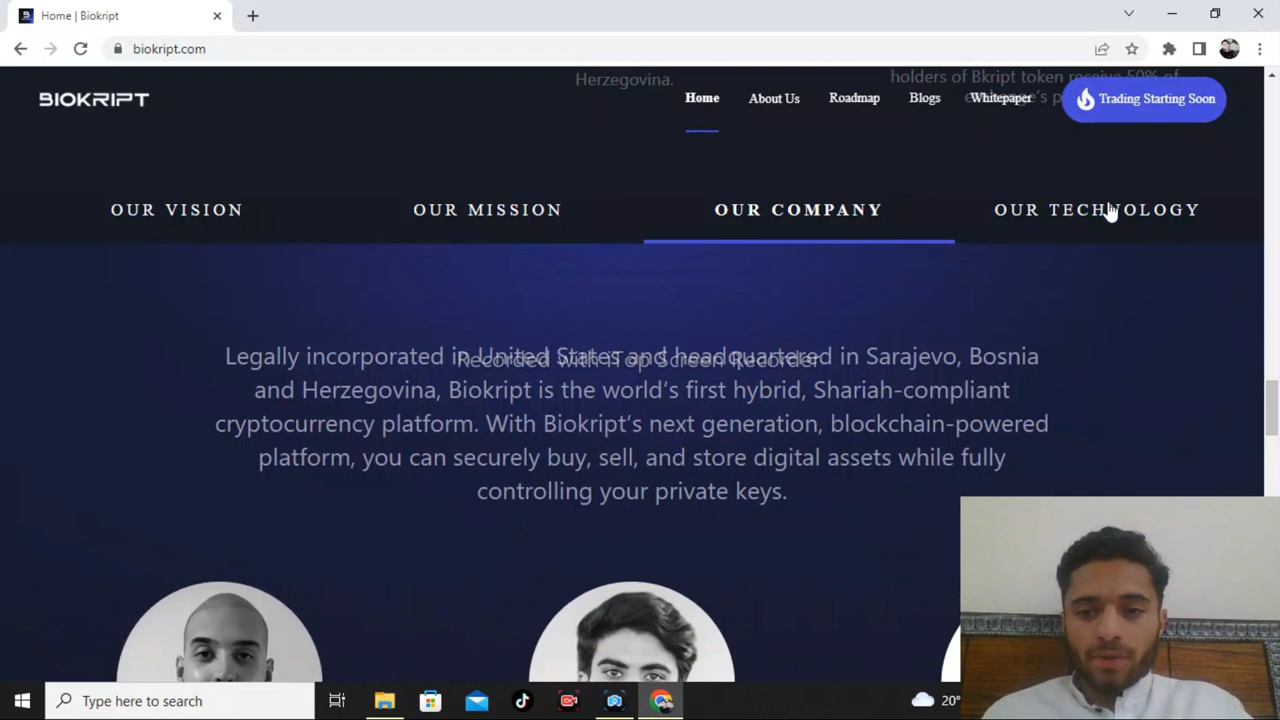 Home | Biokript
biokript.com
Herzegovina.
holders of Bkript token receive 50% of
exchange's
BIOKRIPT
Home
About Us
Roadmap
Blogs
Whitepaper
Trading Starting Soon
OUR VISION
OUR MISSION
OUR COMPANY
OUR TECHNOLOGY
Legally incorporated in United States and headquartered in Sarajevo, Bosnia
Recorded with iTop Screen Recorder
and Herzegovina, Biokript is the world's first hybrid, Shariah-compliant
cryptocurrency platform. With Biokript's next generation, blockchain-powered
platform, you can securely buy, sell, and store digital assets while fully
controlling your private keys.
Type here to search
20°